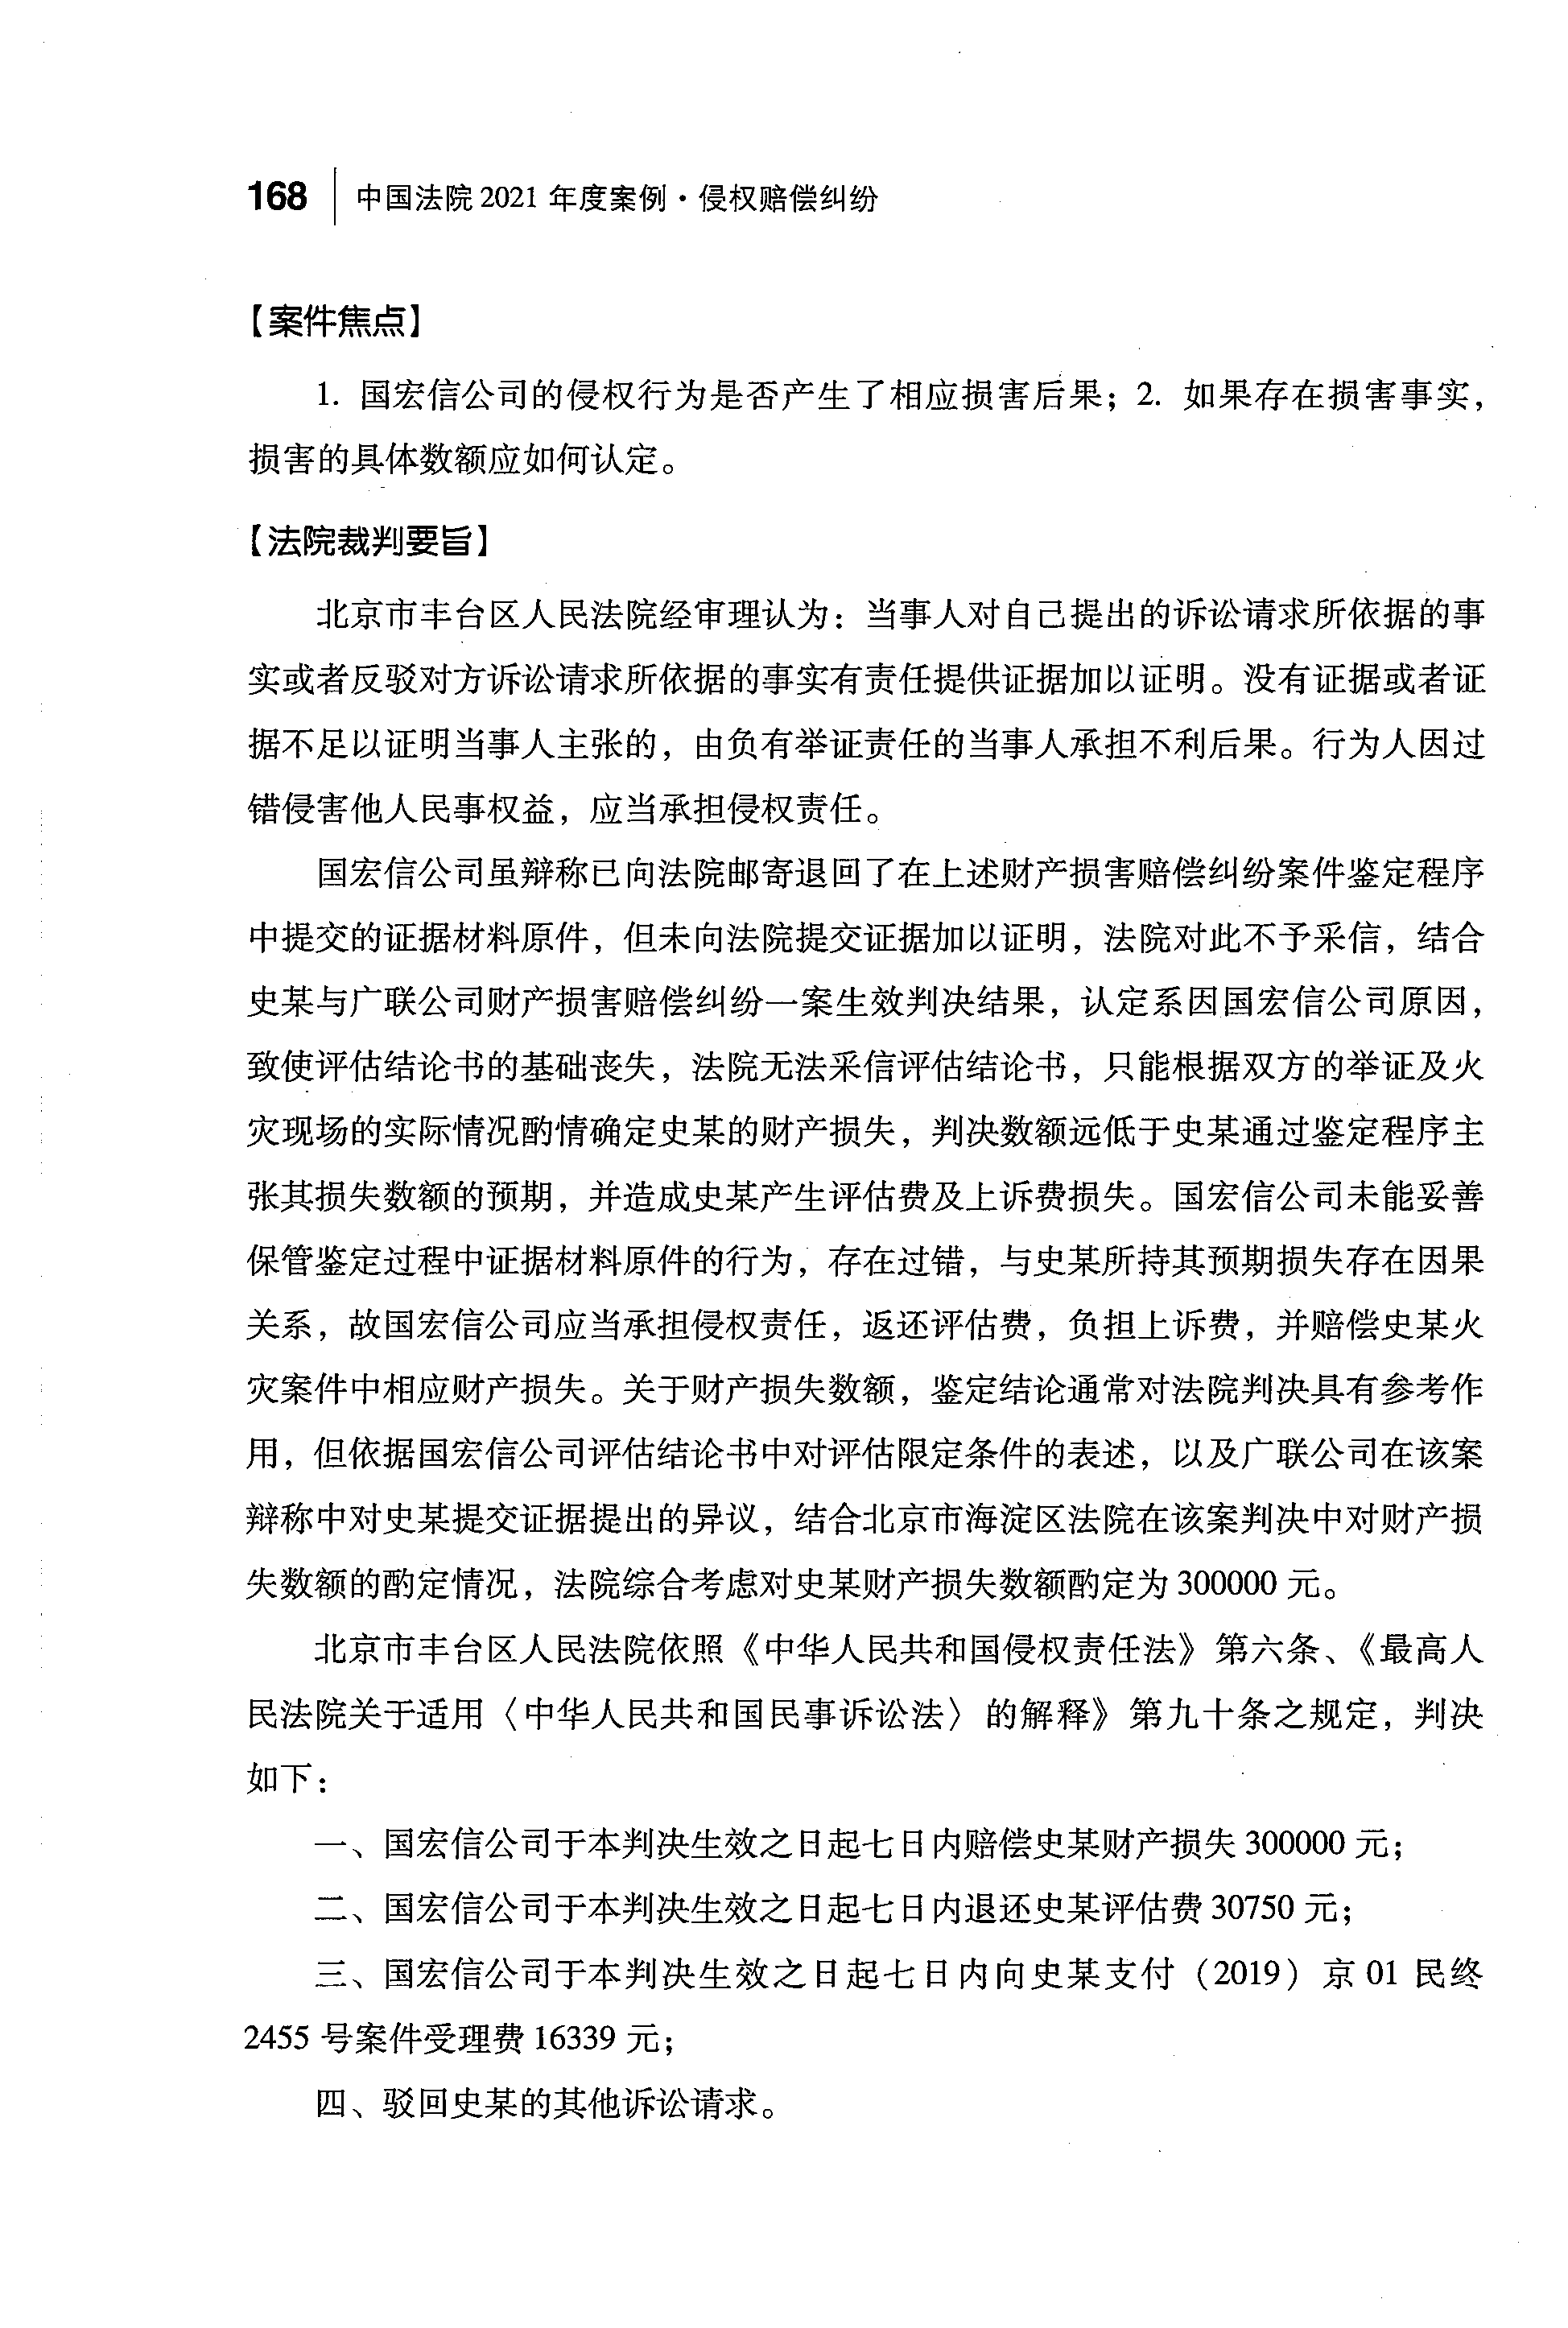 168 中国法院 2021 年度案例·侵权赔偿纠纷
【案件焦点】
1. 国宏信公司的侵权行为是否产生了相应损害后果；2. 如果存在损害事实，
损害的具体数额应如何认定。
【法院裁判要旨】
北京市丰台区人民法院经审理认为：当事人对自己提出的诉讼请求所依据的事
实或者反驳对方诉讼请求所依据的事实有责任提供证据加以证明。没有证据或者证
据不足以证明当事人主张的，由负有举证责任的当事人承担不利后果。行为人因过
错侵害他人民事权益，应当承担侵权责任。
国宏信公司虽辩称已向法院邮寄退回了在上述财产损害赔偿纠纷案件鉴定程序
中提交的证据材料原件，但未向法院提交证据加以证明，法院对此不予采信，结合
史某与广联公司财产损害赔偿纠纷一案生效判决结果，认定系因国宏信公司原因，
致使评估结论书的基础丧失，法院无法采信评估结论书，只能根据双方的举证及火
灾现场的实际情况酌情确定史某的财产损失，判决数额远低于史某通过鉴定程序主
张其损失数额的预期，并造成史某产生评估费及上诉费损失。国宏信公司未能妥善
保管鉴定过程中证据材料原件的行为，存在过错，与史某所持其预期损失存在因果
关系，故国宏信公司应当承担侵权责任，返还评估费，负担上诉费，并赔偿史某火
灾案件中相应财产损失。关于财产损失数额，鉴定结论通常对法院判决具有参考作
用，但依据国宏信公司评估结论书中对评估限定条件的表述，以及广联公司在该案
辩称中对史某提交证据提出的异议，结合北京市海淀区法院在该案判决中对财产损
失数额的酌定情况，法院综合考虑对史某财产损失数额酌定为 300000 元。
北京市丰台区人民法院依照《中华人民共和国侵权责任法》第六条、《最高人
民法院关于适用〈中华人民共和国民事诉讼法〉的解释》第九十条之规定，判决
如下：
一、国宏信公司于本判决生效之日起七日内赔偿史某财产损失 300000 元；
二、国宏信公司于本判决生效之日起七日内退还史某评估费 30750 元；
三、国宏信公司于本判决生效之日起七日内向史某支付（2019）京 01 民终
2455 号案件受理费 16339 元；
四、驳回史某的其他诉讼请求。